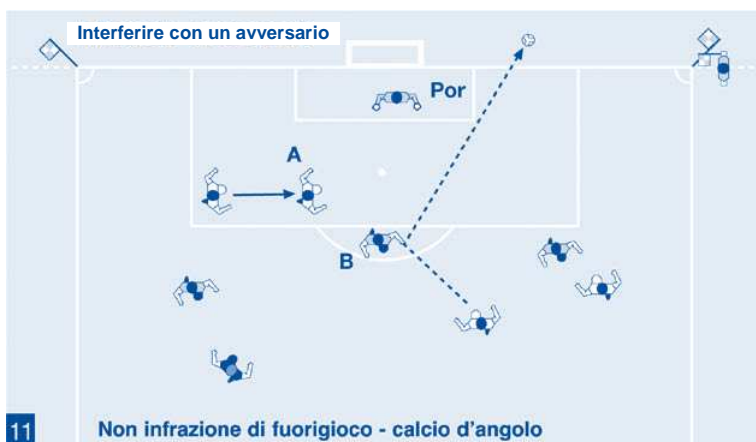 Interferire con un avversario
Por
A
B
11
Non infrazione di fuorigioco - calcio d'angolo